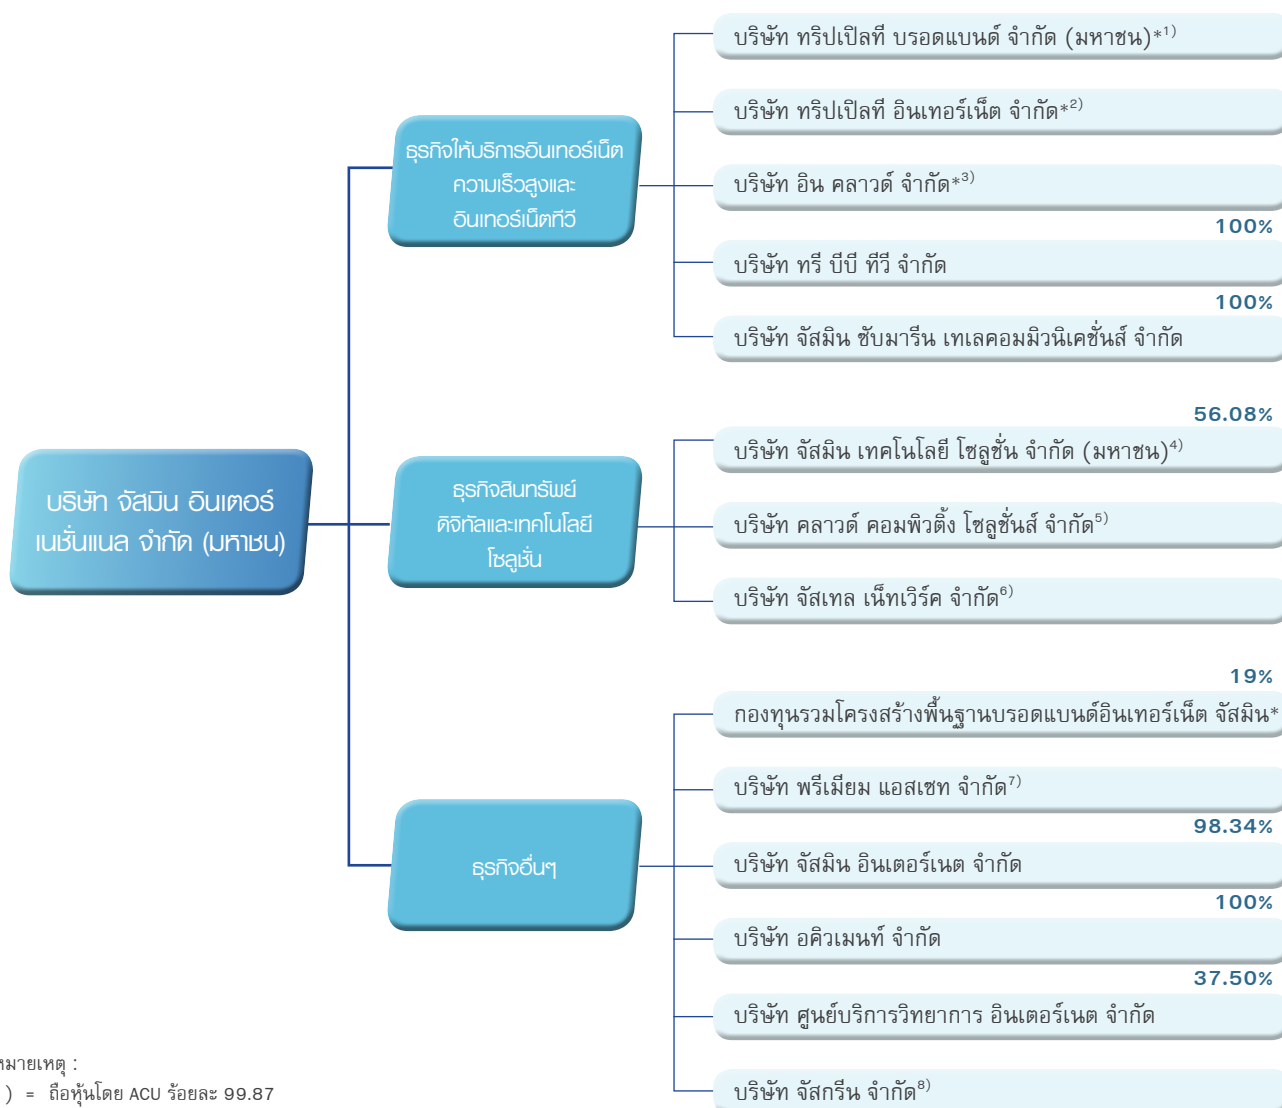 บริษัท จัสมิน อินเตอร์
เนชั่นแนล จำกัด (มหาชน)
ธุรกิจให้บริการอินเทอร์เน็ต
ความเร็วสูงและ
อินเทอร์เน็ตทีวี
บริษัท ทริปเปิลที บรอดแบนด์ จำกัด (มหาชน)*1)
บริษัท ทริปเปิลที อินเทอร์เน็ต จำกัด*2)
บริษัท อิน คลาวด์ จำกัด*3)
100%
บริษัท ทรี บีบี ทีวี จำกัด
100%
บริษัท จัสมิน ซับมารีน เทเลคอมมิวนิเคชั่นส์ จำกัด
ธุรกิจสินทรัพย์
ดิจิทัลและเทคโนโลยี
โซลูชั่น
56.08%
บริษัท จัสมิน เทคโนโลยี โซลูชั่น จำกัด (มหาชน)4)
บริษัท คลาวด์ คอมพิวติ้ง โซลูชั่นส์ จำกัด5)
บริษัท จัสเทล เน็ทเวิร์ค จำกัด6)
ธุรกิจอื่นๆ
19%
กองทุนรวมโครงสร้างพื้นฐานบรอดแบนด์อินเทอร์เน็ต จัสมิน*
บริษัท พรีเมียม แอสเซท จำกัด7)
98.34%
บริษัท จัสมิน อินเตอร์เนต จำกัด
100%
บริษัท อคิวเมนท์ จำกัด
37.50%
บริษัท ศูนย์บริการวิทยาการ อินเตอร์เนต จำกัด
บริษัท จัสกรีน จำกัด8)
หมายเหตุ :
) = ถือหุ้นโดย ACU ร้อยละ 99.87